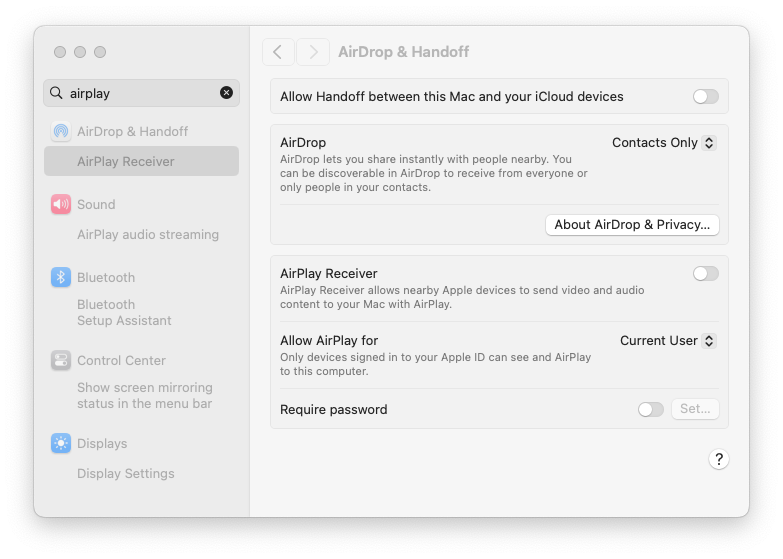 AirDrop & Handoff
airplay
AirDrop & Handoff
AirPlay Receiver
Sound
AirPlay audio streaming
Bluetooth
Bluetooth
Setup Assistant
Control Center
Show screen mirroring
status in the menu bar
Displays
Display Settings
Allow Handoff between this Mac and your iCloud devices
AirDrop
Contacts Only
AirDrop lets you share instantly with people nearby. You
can be discoverable in AirDrop to receive from everyone or
only people in your contacts.
About AirDrop & Privacy...
AirPlay Receiver
AirPlay Receiver allows nearby Apple devices to send video and audio
content to your Mac with AirPlay.
Allow AirPlay for
Current User
Only devices signed in to your Apple ID can see and AirPlay
to this computer.
Require password
Set...
?